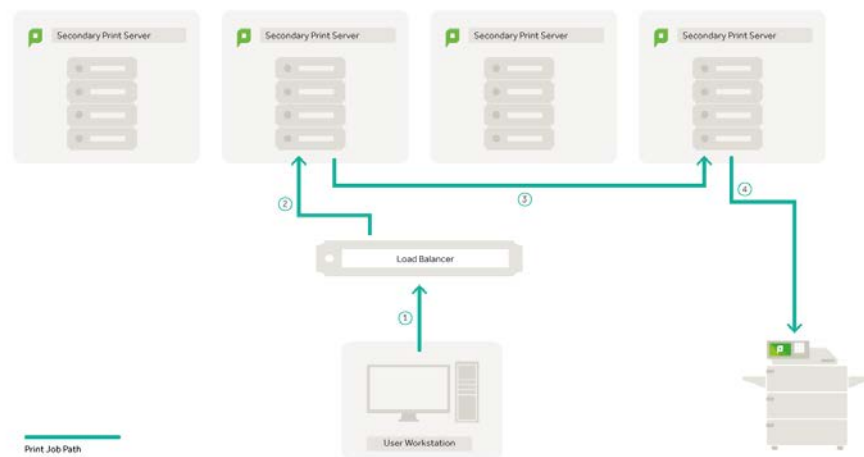 Secondary Print Server
Secondary Print Server
Secondary Print Server
Secondary Print Server
2
3
4
Load Balancer
1
User Workstation
Print Job Path